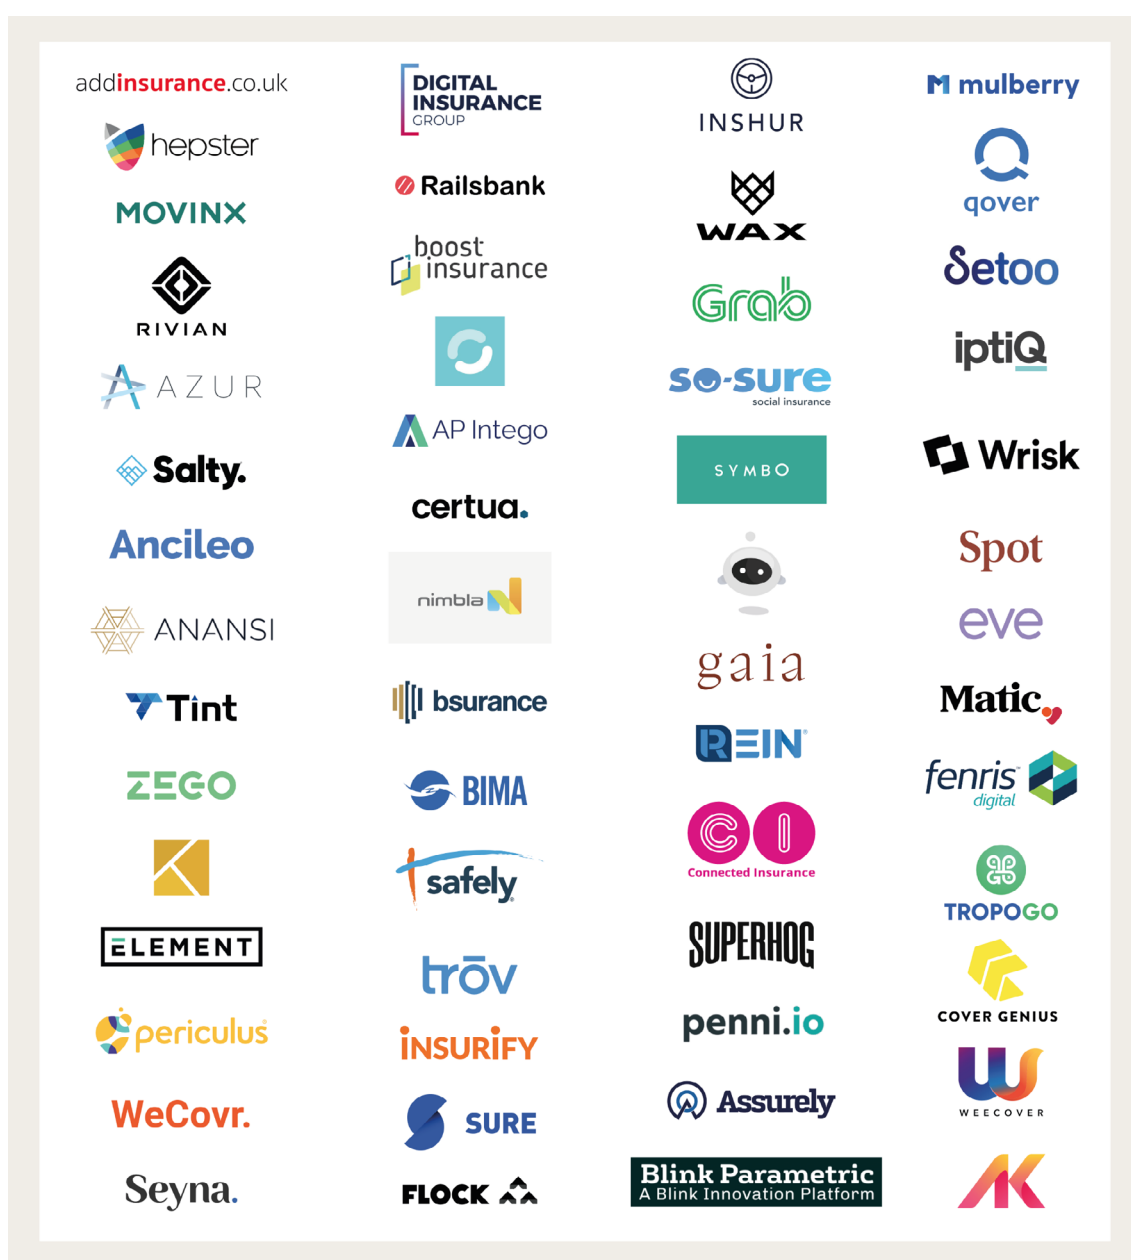 addinsurance.co.uk
hepster
MOVINX
RIVIAN
AZUR
Salty.
Ancileo
ANANSI
Tint
ZEGO
K
ELEMENT
periculus
WeCovr.
Seyna.
DIGITAL
INSURANCE
GROUP
Railsbank
boost
insurance
AP Intego
certua.
nimbla
bsurance
BIMA
safely
trōv
INSURIFY
SURE
FLOCK
INSHUR
WAX
Grab
so-sure
social insurance
SYMBO
gaia
REIN®
CI
Connected Insurance
SUPERHOG
penni.io
Assurely
Blink Parametric
A Blink Innovation Platform
mulberry
qover
Setoo
iptiQ
Wrisk
Spot
eve
Matic
fenris™
digital
TROPOGO
COVER GENIUS
WEECOVER